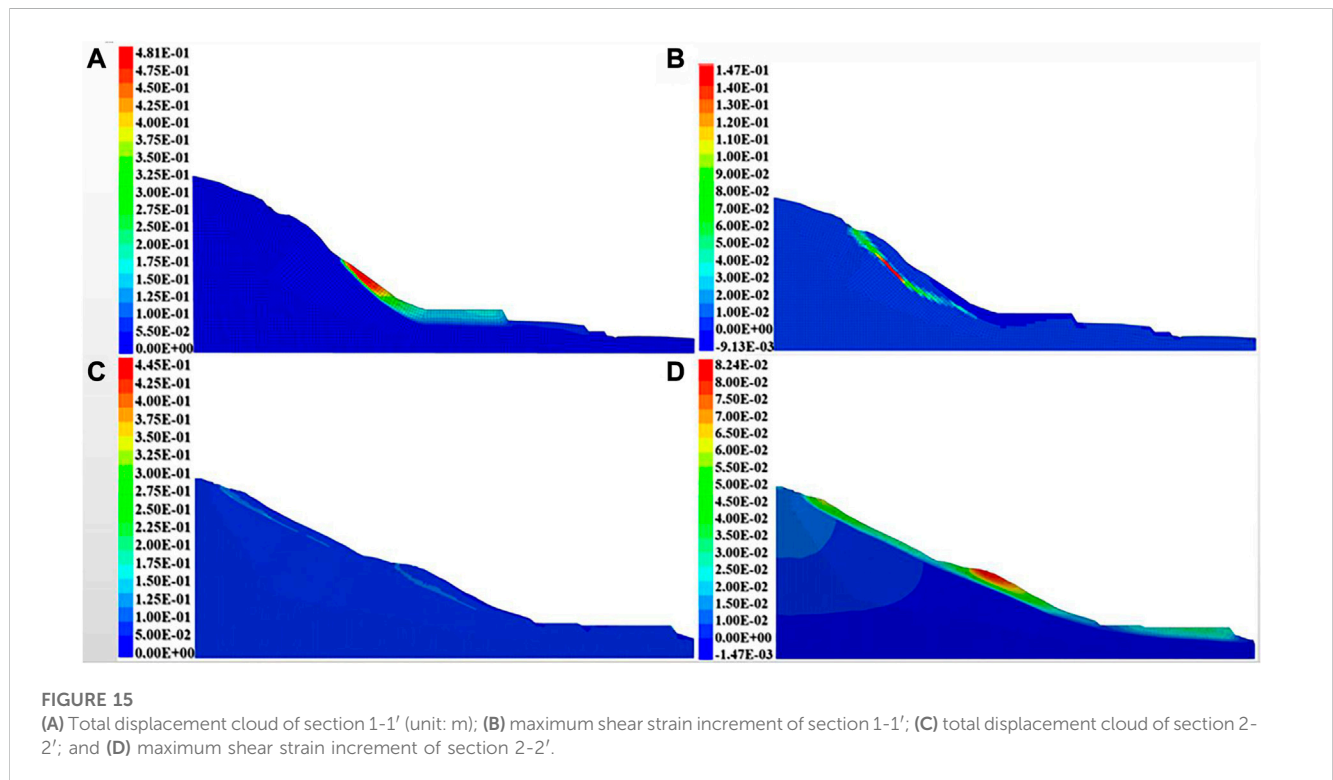 A
4.81E-01
4.75E-01
4.50E-01
4.25E-01
4.00E-01
3.75E-01
3.50E-01
3.25E-01
3.00E-01
2.75E-01
2.50E-01
2.25E-01
2.00E-01
1.75E-01
1.50E-01
1.25E-01
1.00E-01
5.50E-02
0.00E+00
B
1.47E-01
1.40E-01
1.30E-01
1.20E-01
1.10E-01
1.00E-01
9.00E-02
8.00E-02
7.00E-02
6.00E-02
5.00E-02
4.00E-02
3.00E-02
2.00E-02
1.00E-02
0.00E+00
-9.13E-03
C
4.45E-01
4.25E-01
4.00E-01
3.75E-01
3.50E-01
3.25E-01
3.00E-01
2.75E-01
2.50E-01
2.25E-01
2.00E-01
1.75E-01
1.50E-01
1.25E-01
1.00E-01
5.00E-02
0.00E+00
D
8.24E-02
8.00E-02
7.50E-02
7.00E-02
6.50E-02
6.00E-02
5.50E-02
5.00E-02
4.50E-02
4.00E-02
3.50E-02
3.00E-02
2.50E-02
2.00E-02
1.50E-02
1.00E-02
0.00E+00
-1.47E-03
FIGURE 15
(A) Total displacement cloud of section 1-1′ (unit: m); (B) maximum shear strain increment of section 1-1′; (C) total displacement cloud of section 2-
2′; and (D) maximum shear strain increment of section 2-2′.